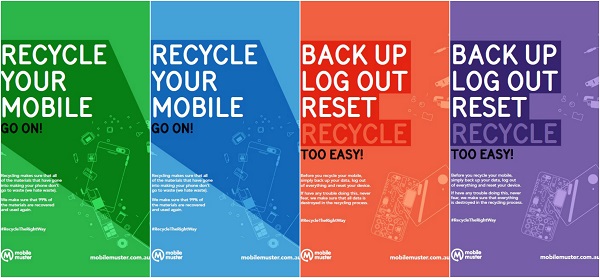 RECYCLE
YOUR
MOBILE
GO ON!
Recycling makes sure that all
of the materials that have gone
into making your phone don't
go to waste (we hate waste).
We make sure that 99% of
the materials are recovered
and used again.
#RecycleTheRightWay
mobile
muster
mobilemuster.com.au
RECYCLE
YOUR
MOBILE
GO ON!
Recycling makes sure that all
of the materials that have gone
into making your phone don't
go to waste (we hate waste).
We make sure that 99% of
the materials are recovered
and used again.
#RecycleTheRightWay
mobile
muster
mobilemuster.com.au
BACK UP
LOG OUT
RESET
RECYCLE
TOO EASY!
Before you recycle your mobile,
simply back up your data, log out
of everything and reset your device.
If you have any trouble doing this, never
fear, we make sure that all data is
destroyed in the recycling process.
#RecycleTheRightWay
mobile
muster
mobilemuster.com.au
BACK UP
LOG OUT
RESET
RECYCLE
TOO EASY!
Before you recycle your mobile,
simply back up your data, log out
of everything and reset your device.
If you have any trouble doing this, never
fear, we make sure that everything is
destroyed in the recycling process.
#RecycleTheRightWay
mobile
muster
mobilemuster.com.au